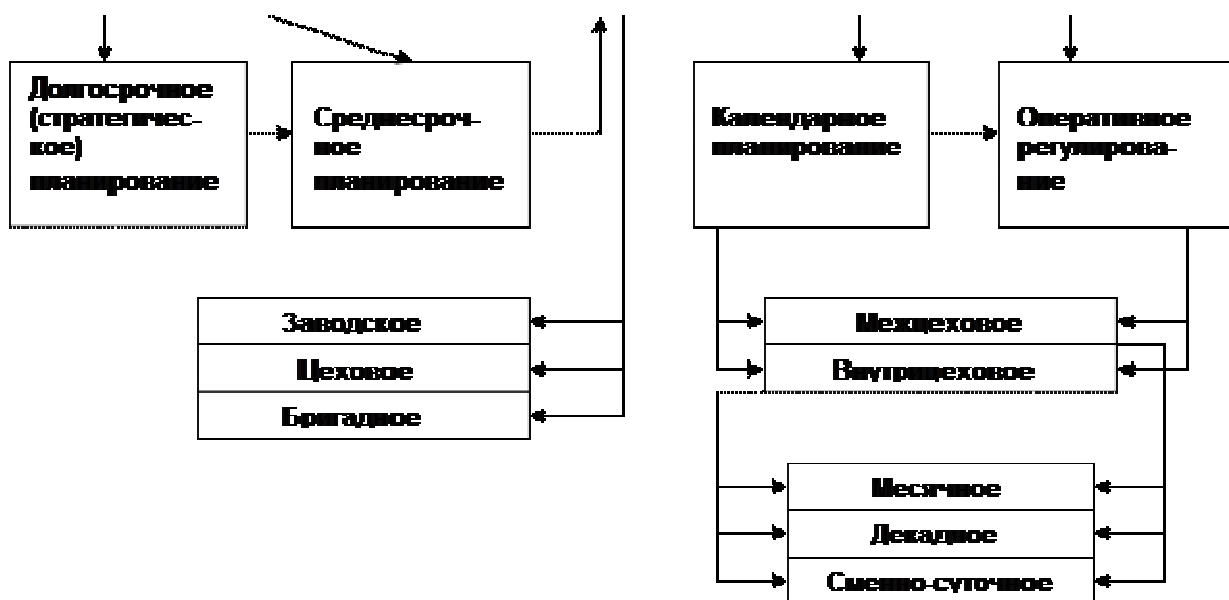 Долгосрочное
(стратегичес-
кое)
планирование
Среднесроч-
ное
планирование
Календарное
планирование
Оперативное
регулирова-
ние
Заводское
Цеховое
Бригадное
Межцеховое
Внутрицеховое
Месячное
Декадное
Сменно-суточное